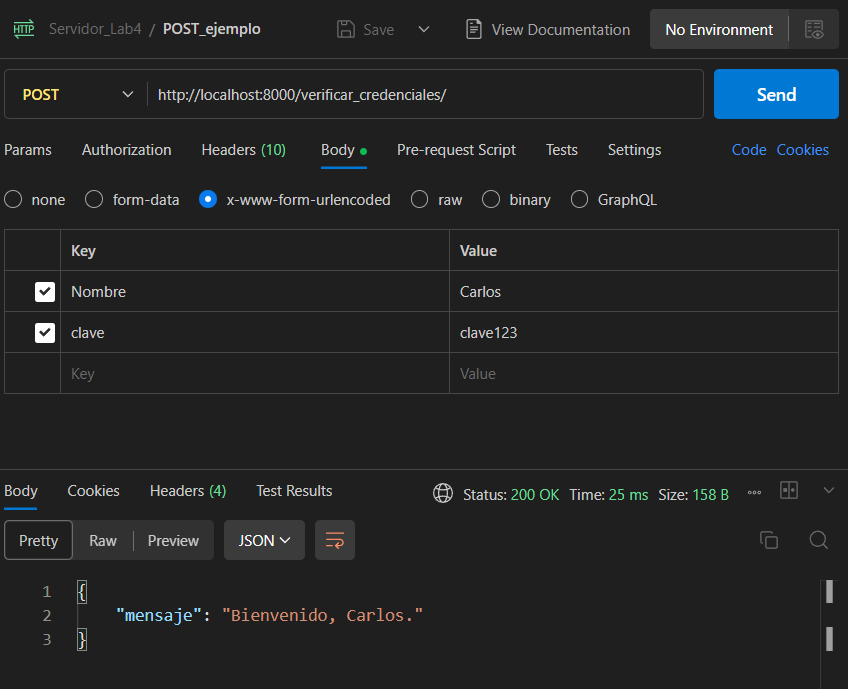 HTTP Servidor_Lab4 / POST_ejemplo Save View Documentation No Environment
POST http://localhost:8000/verificar_credenciales/ Send
Params Authorization Headers (10) Body Pre-request Script Tests Settings Code Cookies
none form-data x-www-form-urlencoded raw binary GraphQL
Key Value
Nombre Carlos
clave clave123
Key Value
Body Cookies Headers (4) Test Results Status: 200 OK Time: 25 ms Size: 158 B
Pretty Raw Preview JSON
1 {
2 "mensaje": "Bienvenido, Carlos."
3 }